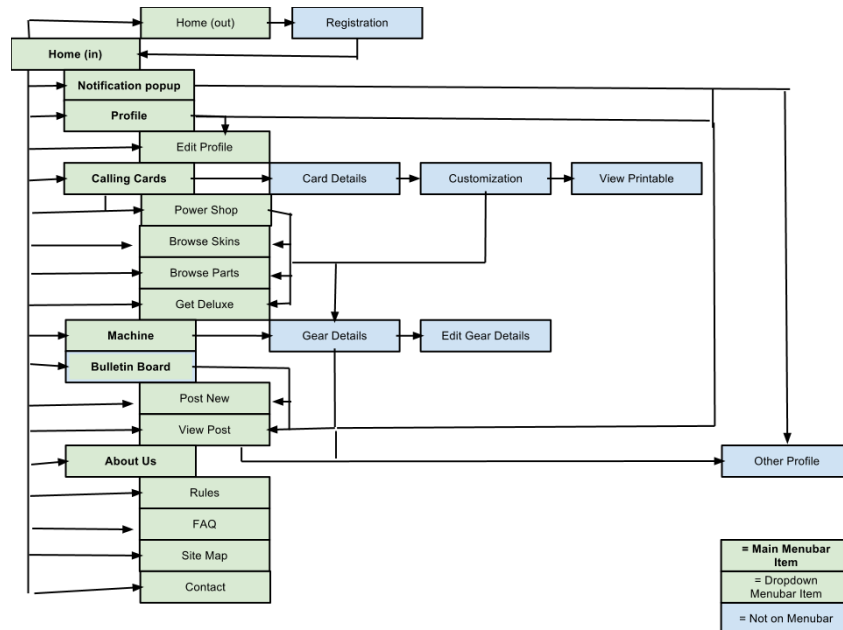 Home (out)
Registration
Home (in)
Notification popup
Profile
Edit Profile
Calling Cards
Card Details
Customization
View Printable
Power Shop
Browse Skins
Browse Parts
Get Deluxe
Machine
Gear Details
Edit Gear Details
Bulletin Board
Post New
View Post
About Us
Other Profile
Rules
FAQ
Site Map
Contact
= Main Menubar
Item
= Dropdown
Menubar Item
= Not on Menubar